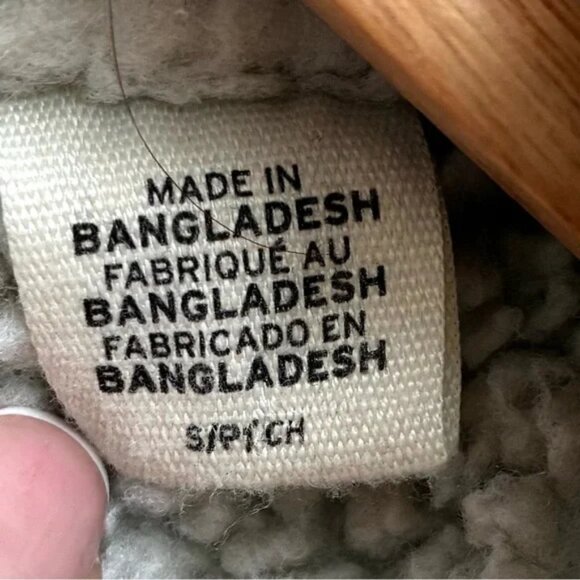 MADE IN
BANGLADESH
FABRIQUÉ AU
BANGLADESH
FABRICADO EN
BANGLADESH
S/P/CH